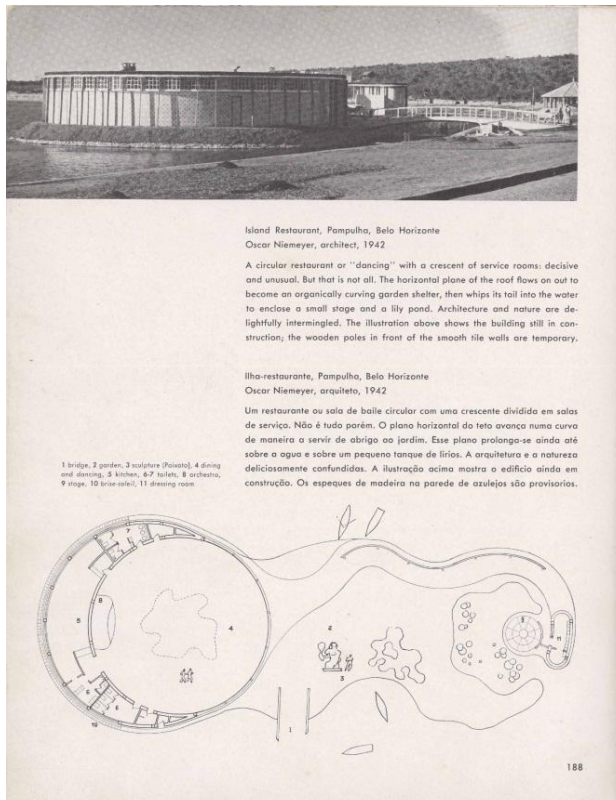 Island Restaurant, Pampulha, Belo Horizonte
Oscar Niemeyer, architect, 1942
A circular restaurant or "dancing" with a crescent of service rooms: decisive
and unusual. But that is not all. The horizontal plane of the roof flows on out to
become an organically curving garden shelter, then whips its tail into the water
to enclose a small stage and a lily pond. Architecture and nature are de-
lightfully intermingled. The illustration above shows the building still in con-
struction; the wooden poles in front of the smooth tile walls are temporary.
Ilha-restaurante, Pampulha, Belo Horizonte
Oscar Niemeyer, arquiteto, 1942
Um restaurante ou sala de baile circular com uma crescente dividida em salas
de serviço. Não é tudo porém. O plano horizontal do teto avança numa curva
de maneira a servir de abrigo ao jardim. Esse plano prolonga-se ainda até
sobre a agua e sobre um pequeno tanque de lirios. A arquitetura e a natureza
deliciosamente confundidas. A ilustração acima mostra o edificio ainda em
construção. Os espeques de madeira na parede de azulejos são provisorios.
1 bridge, 2 garden, 3 sculpture (Peixoto), 4 dining
and dancing, 5 kitchen, 6-7 toilets, 8 orchestra,
9 stage, 10 brise-soleil, 11 dressing room
7
8
5
4
2
9
11
3
6
6
10
1
188